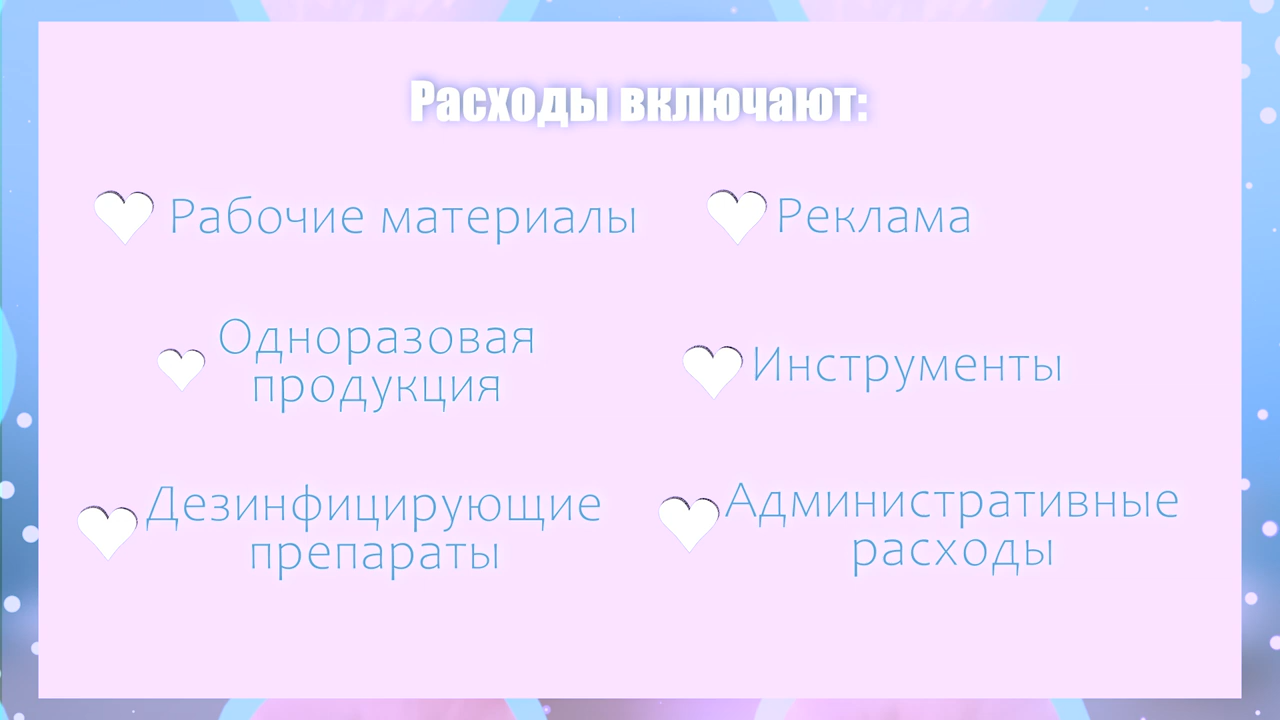 Расходы включают:
Рабочие материалы
Реклама
Одноразовая
продукция
Инструменты
Дезинфицирующие
препараты
Административные
расходы